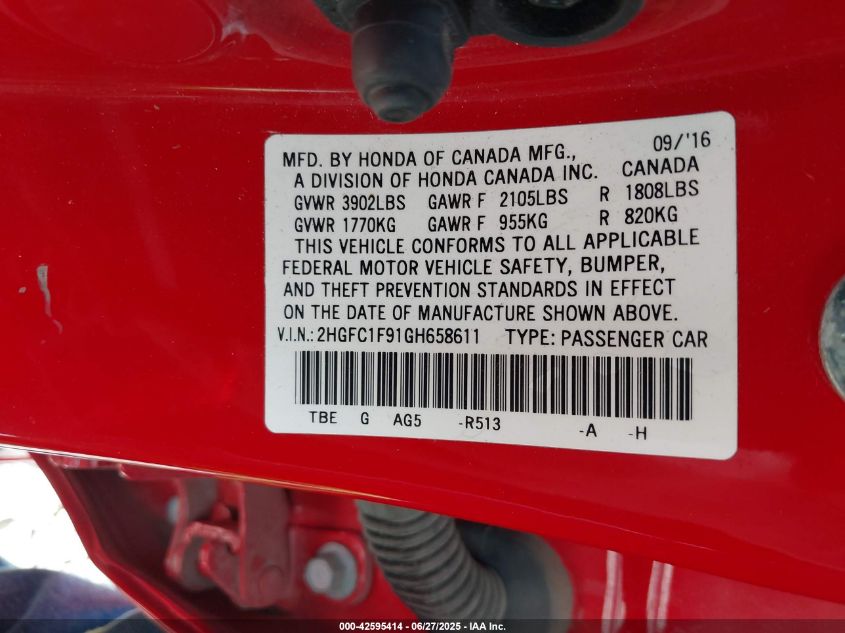 09/'16
MFD. BY HONDA OF CANADA MFG.,
A DIVISION OF HONDA CANADA INC. CANADA
GVWR 3902LBS GAWR F 2105LBS R 1808LBS
GVWR 1770KG GAWR F 955KG R 820KG
THIS VEHICLE CONFORMS TO ALL APPLICABLE
FEDERAL MOTOR VEHICLE SAFETY, BUMPER,
AND THEFT PREVENTION STANDARDS IN EFFECT
ON THE DATE OF MANUFACTURE SHOWN ABOVE.
V.I.N.: 2HGFC1F91GH658611 TYPE: PASSENGER CAR
TBE G AG5 -R513 -A -H
000-42595414 - 06/27/2025 - IAA Inc.